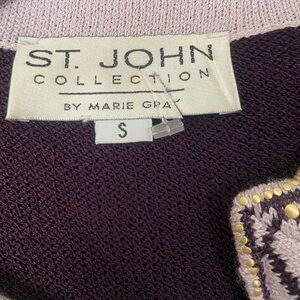 ST. JOHN
COLLECTION
BY MARIE GRAY
S